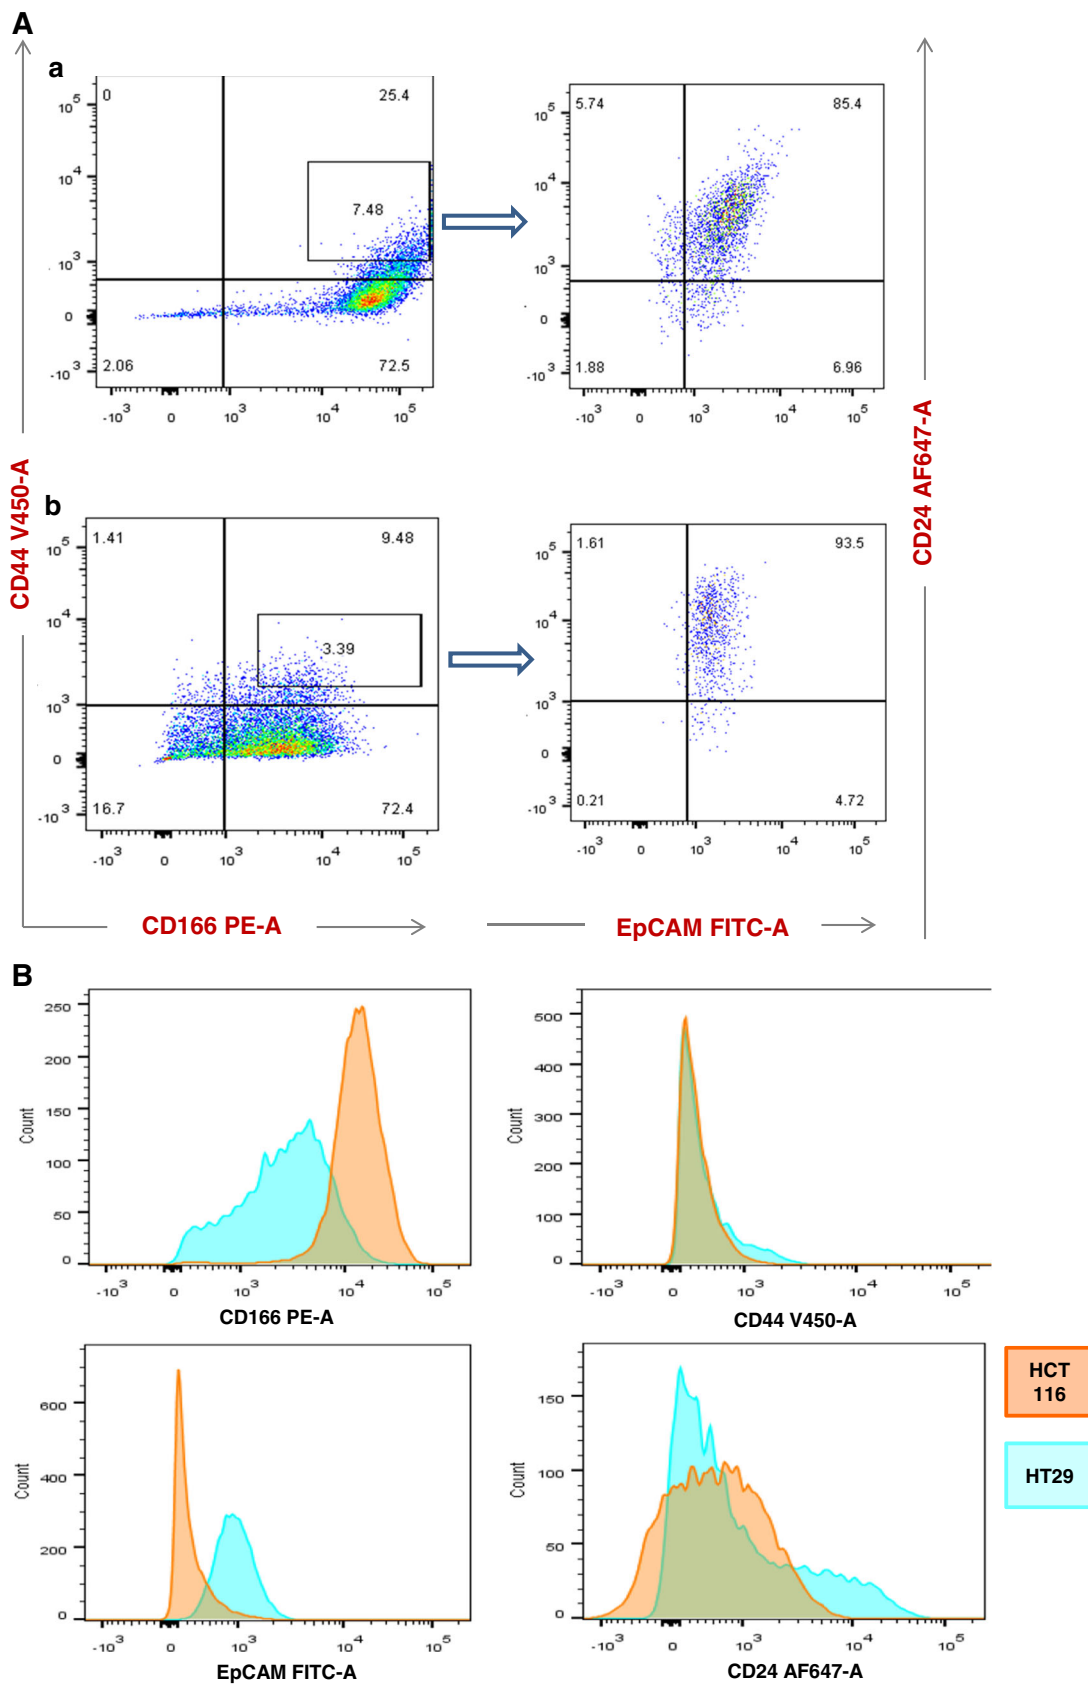 A
a
CD44 V450-A
CD24 AF647-A
0 25.4
7.48
2.06 72.5
10^5
10^4
10^3
0
-10^3
-10^3 0 10^3 10^4 10^5
5.74 85.4
1.88 6.96
10^5
10^4
10^3
0
-10^3
-10^3 0 10^3 10^4 10^5
b
1.41 9.48
3.39
16.7 72.4
10^5
10^4
10^3
0
-10^3
-10^3 0 10^3 10^4 10^5
1.61 93.5
0.21 4.72
10^5
10^4
10^3
0
-10^3
-10^3 0 10^3 10^4 10^5
CD166 PE-A
EpCAM FITC-A
B
Count
250
200
150
100
50
0
-10^3 0 10^3 10^4 10^5
CD166 PE-A
Count
500
400
300
200
100
0
-10^3 0 10^3 10^4 10^5
CD44 V450-A
Count
600
400
200
0
-10^3 0 10^3 10^4 10^5
EpCAM FITC-A
Count
150
100
50
0
-10^3 0 10^3 10^4 10^5
CD24 AF647-A
HCT
116
HT29